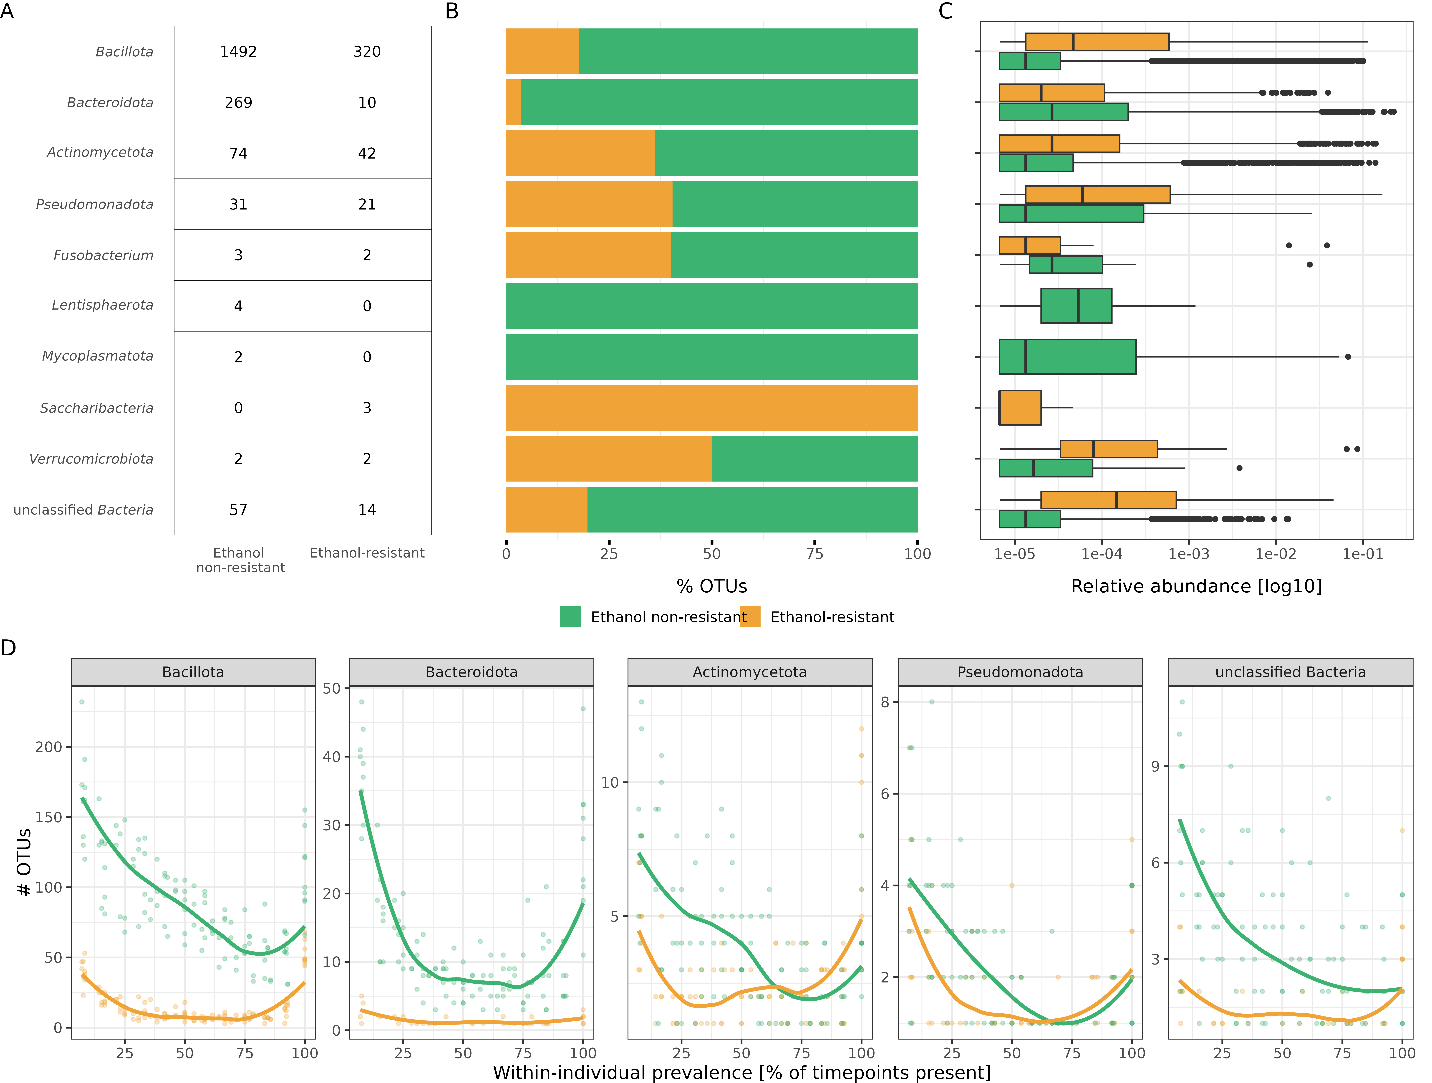 A
B
C
Bacillota 1492 320
Bacteroidota 269 10
Actinomycetota 74 42
Pseudomonadota 31 21
Fusobacterium 3 2
Lentisphaerota 4 0
Mycoplasmatota 2 0
Saccharibacteria 0 3
Verrucomicrobiota 2 2
unclassified Bacteria 57 14
Ethanol
non-resistant
Ethanol-resistant
0 25 50 75 100
% OTUs
1e-05 1e-04 1e-03 1e-02 1e-01
Relative abundance [log10]
Ethanol non-resistant
Ethanol-resistant
D
Bacillota
Bacteroidota
Actinomycetota
Pseudomonadota
unclassified Bacteria
# OTUs
200
150
100
50
0
50
40
30
20
10
0
10
5
8
6
4
2
9
6
3
25 50 75 100
25 50 75 100
25 50 75 100
25 50 75 100
25 50 75 100
Within-individual prevalence [% of timepoints present]